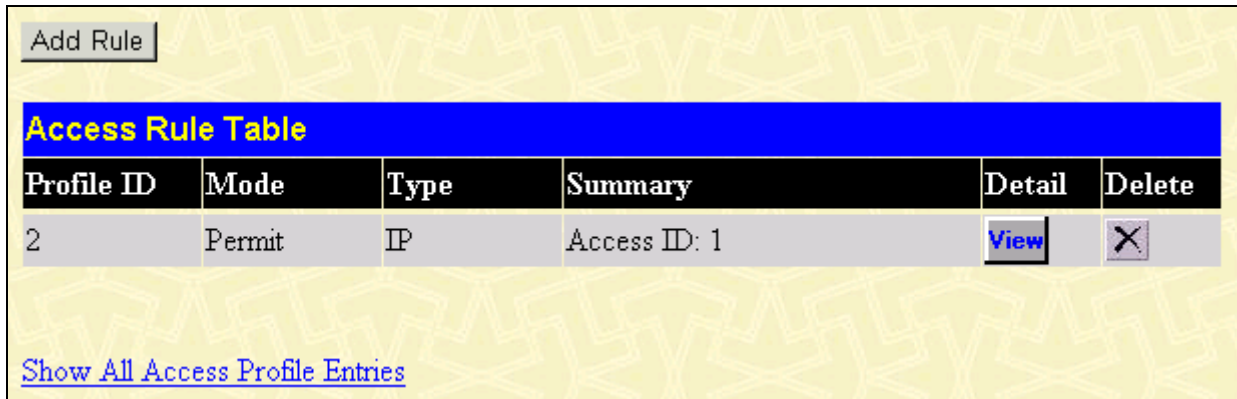 Add Rule
Access Rule Table
Profile ID Mode Type Summary Detail Delete
2 Permit IP Access ID: 1 View X
Show All Access Profile Entries